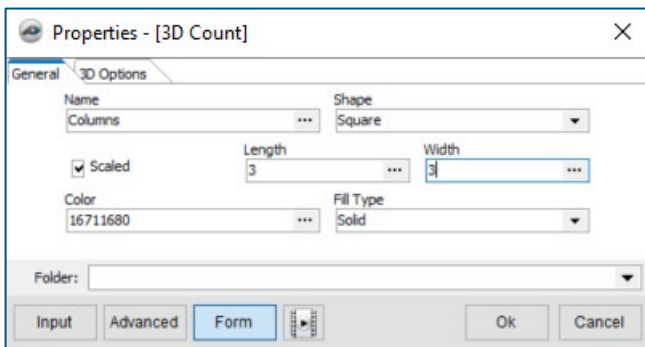 Properties - [3D Count]
General 3D Options
Name Shape
Columns ... Square
Length Width
Scaled 3 ... 3 ...
Color Fill Type
16711680 ... Solid
Folder:
Input Advanced Form Ok Cancel